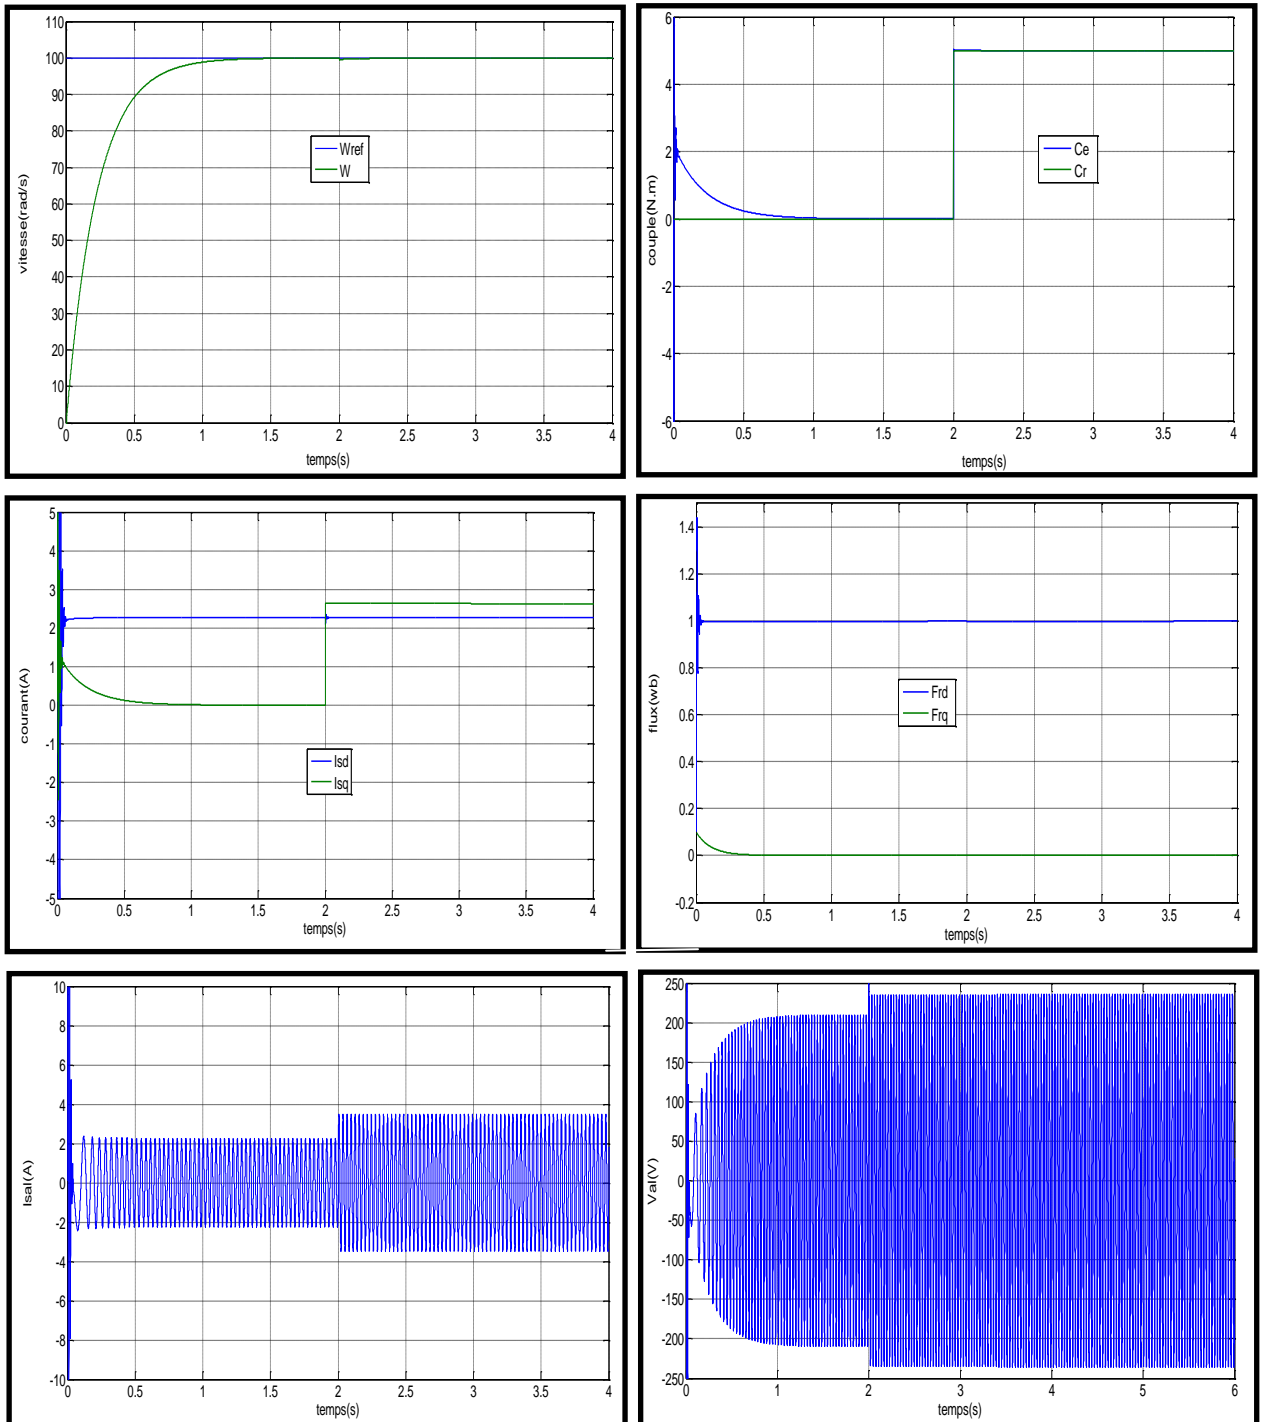 110
100
90
80
70
60
50
40
30
20
10
0
vitesse(rad/s)
Wref
W
0 0.5 1 1.5 2 2.5 3 3.5 4
temps(s)
6
4
2
0
-2
-4
-6
couple(N.m)
Ce
Cr
0 0.5 1 1.5 2 2.5 3 3.5 4
temps(s)
5
4
3
2
1
0
-1
-2
-3
-4
-5
courant(A)
Isd
Isq
0 0.5 1 1.5 2 2.5 3 3.5 4
temps(s)
1.4
1.2
1
0.8
0.6
0.4
0.2
0
-0.2
flux(wb)
Frd
Frq
0 0.5 1 1.5 2 2.5 3 3.5 4
temps(s)
10
8
6
4
2
0
-2
-4
-6
-8
-10
Isal(A)
0 0.5 1 1.5 2 2.5 3 3.5 4
temps(s)
250
200
150
100
50
0
-50
-100
-150
-200
-250
Val(V)
0 1 2 3 4 5 6
temps(s)